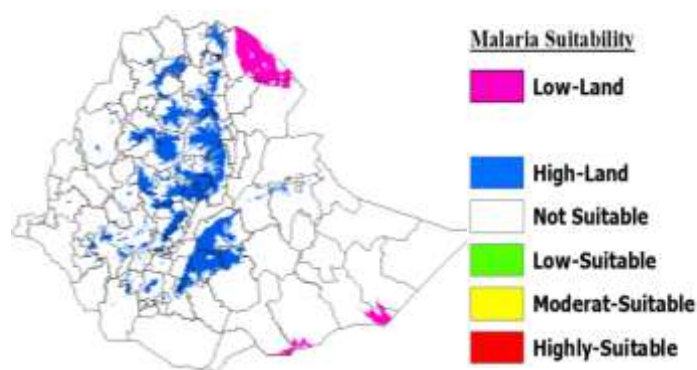 Malaria Suitability
Low-Land
High-Land
Not Suitable
Low-Suitable
Moderat-Suitable
Highly-Suitable